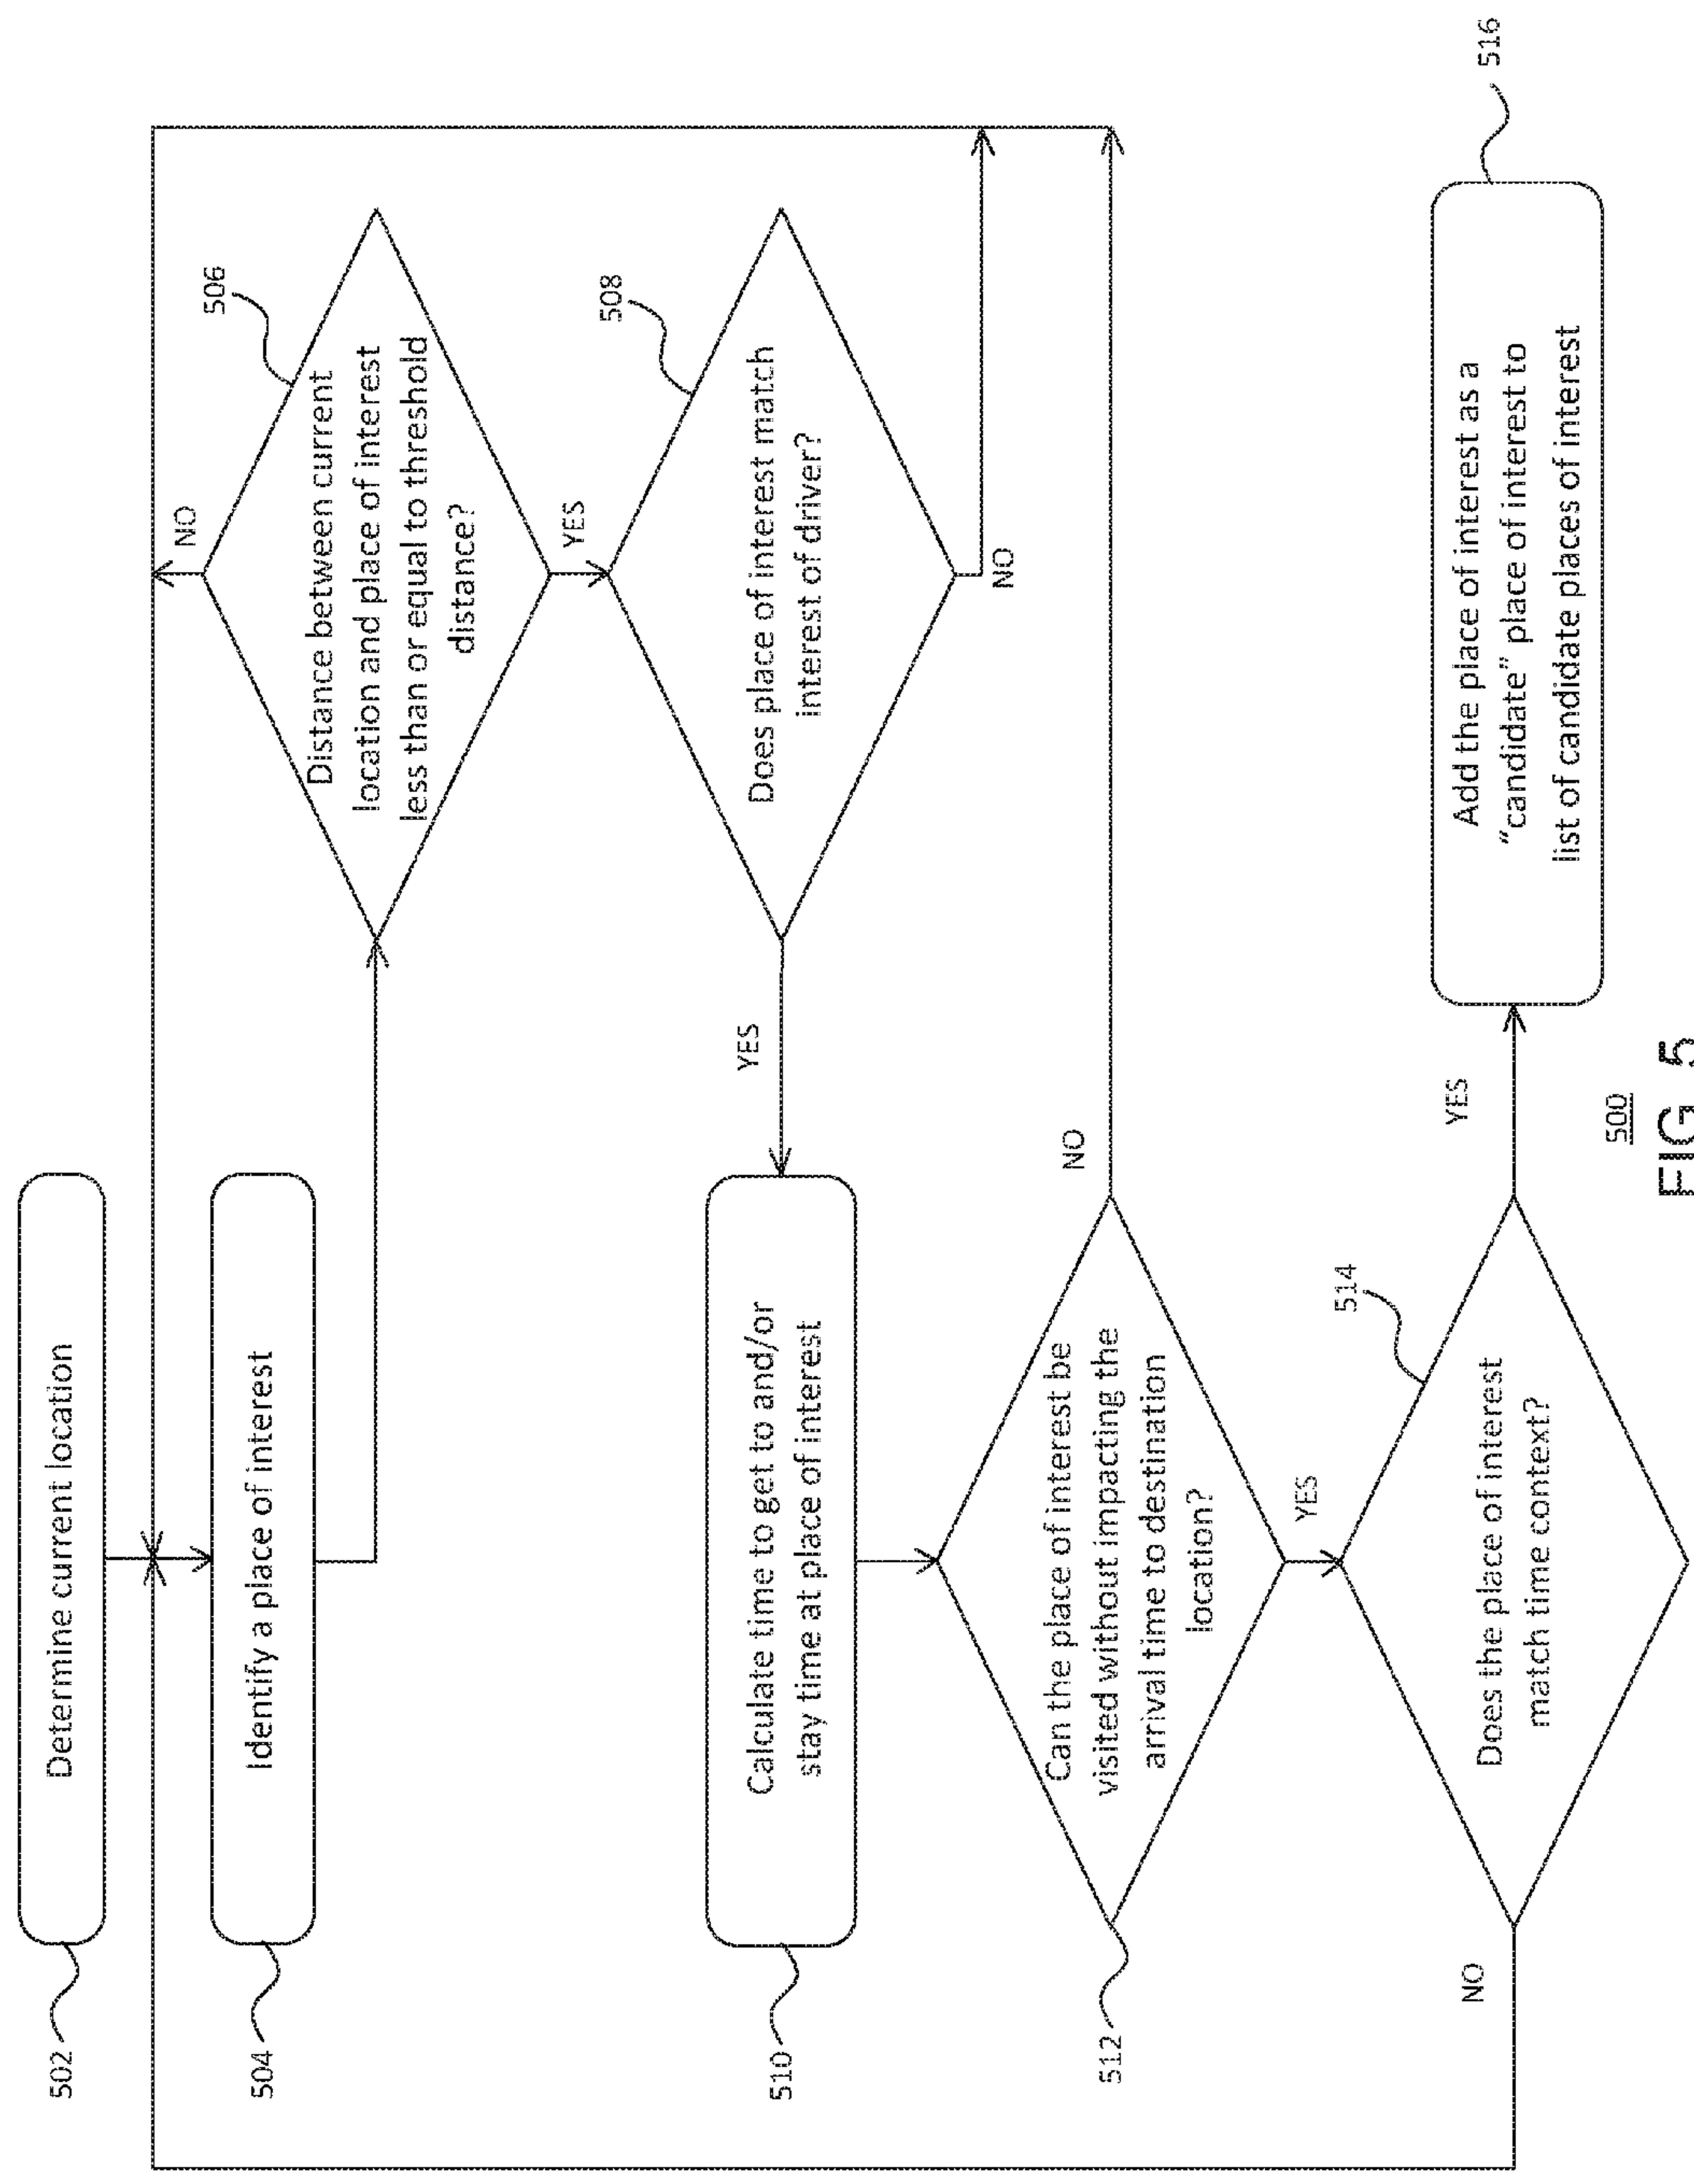 502
Determine current location
504
Identify a place of interest
506
Distance between current
location and place of interest
less than or equal to threshold
distance?
NO
YES
508
Does place of interest match
interest of driver?
NO
YES
510
Calculate time to get to and/or
stay time at place of interest
512
Can the place of interest be
visited without impacting the
arrival time to destination
location?
NO
YES
514
Does the place of interest
match time context?
NO
YES
516
Add the place of interest as a
“candidate” place of interest to
list of candidate places of interest
500
FIG. 5